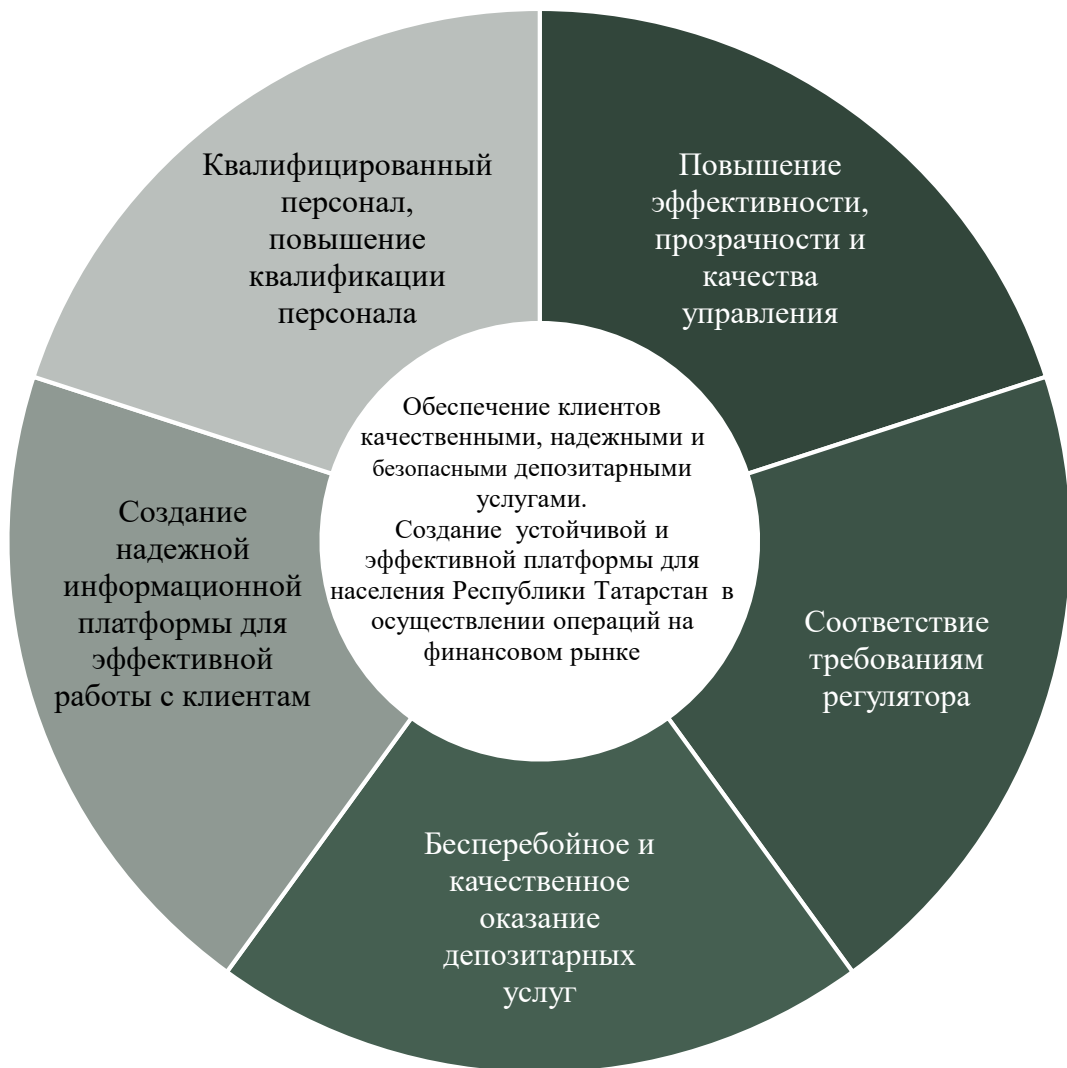 Квалифицированный
персонал,
повышение
квалификации
персонала
Повышение
эффективности,
прозрачности и
качества
управления
Обеспечение клиентов
качественными, надежными и
безопасными депозитарными
услугами.
Создание устойчивой и
эффективной платформы для
населения Республики Татарстан в
осуществлении операций на
финансовом рынке
Создание
надежной
информационной
платформы для
эффективной
работы с клиентам
Соответствие
требованиям
регулятора
Бесперебойное и
качественное
оказание
депозитарных
услуг